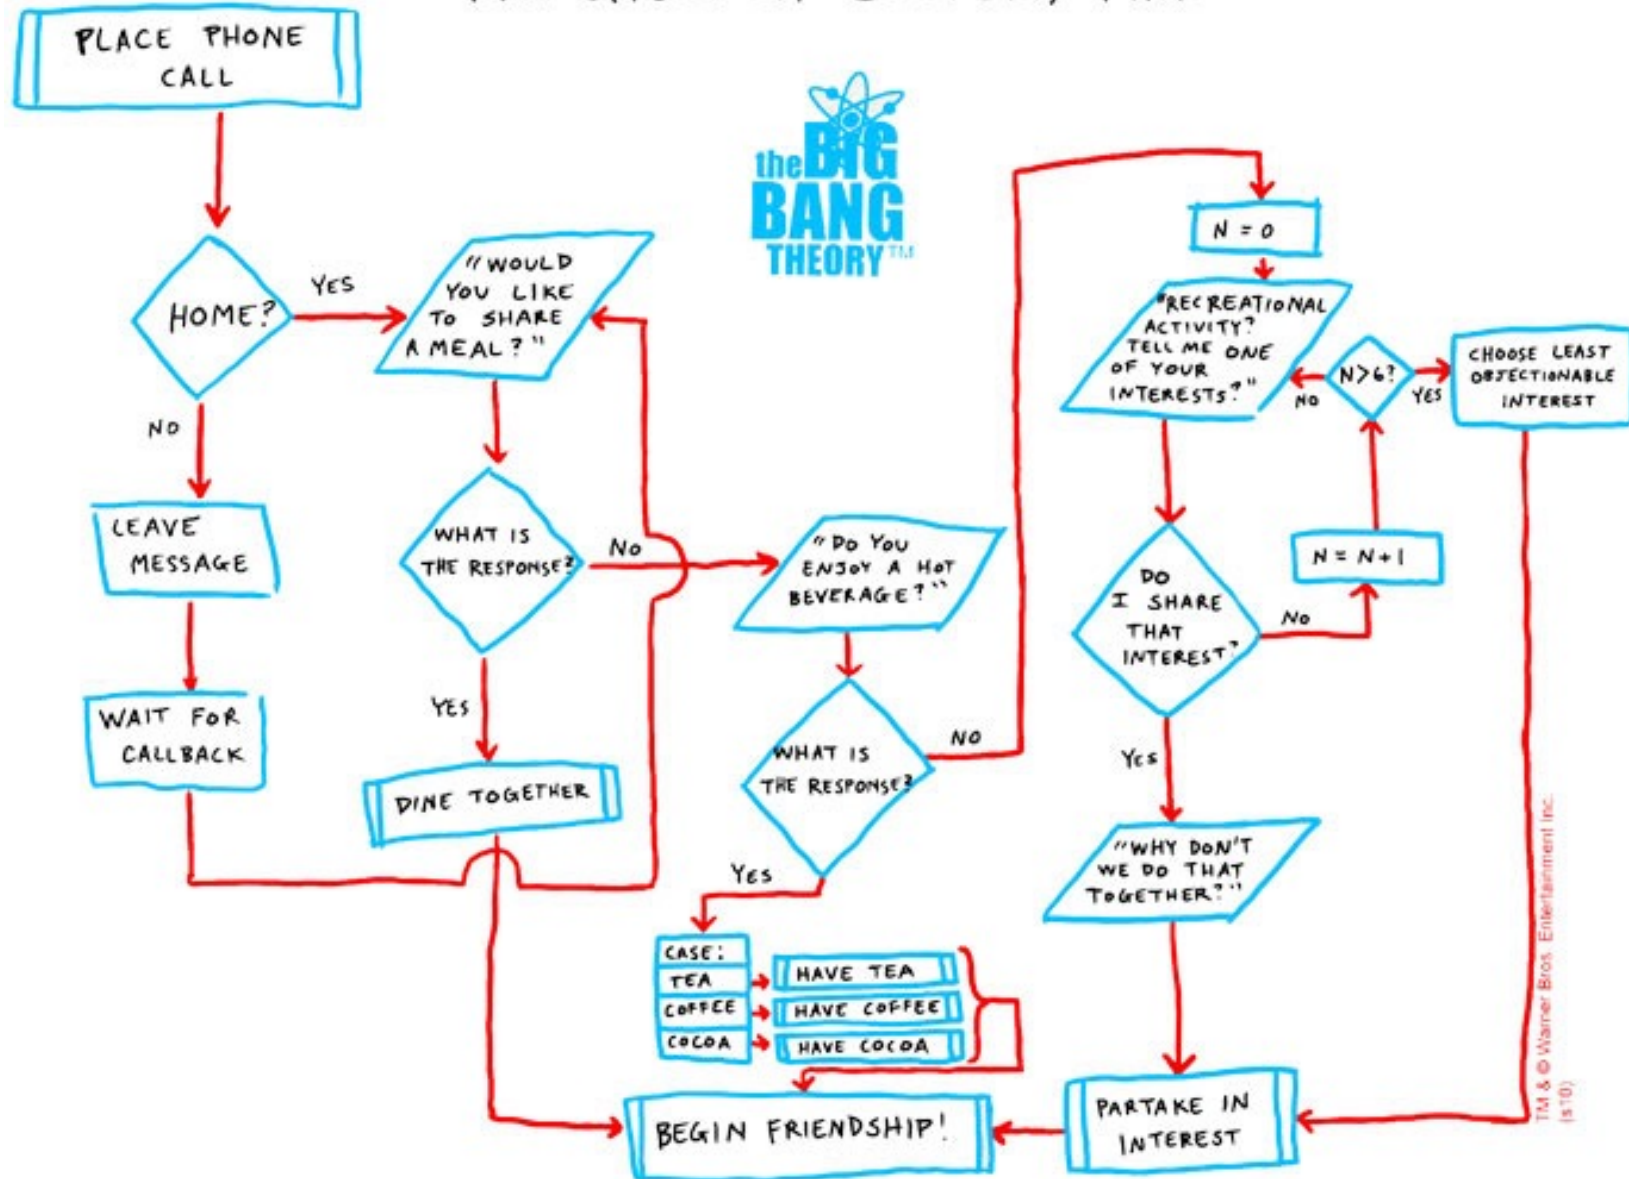 PLACE PHONE
CALL
the BIG
BANG
THEORY™
HOME?
YES
NO
"WOULD
YOU LIKE
TO SHARE
A MEAL?"
LEAVE
MESSAGE
WAIT FOR
CALLBACK
WHAT IS
THE RESPONSE?
NO
YES
DINE TOGETHER
"DO YOU
ENJOY A HOT
BEVERAGE?"
WHAT IS
THE RESPONSE?
NO
YES
CASE:
TEA
HAVE TEA
COFFEE
HAVE COFFEE
COCOA
HAVE COCOA
N = 0
"RECREATIONAL
ACTIVITY?
TELL ME ONE
OF YOUR
INTERESTS?"
N>6?
NO
YES
CHOOSE LEAST
OBJECTIONABLE
INTEREST
N = N+1
DO
I SHARE
THAT
INTEREST?
NO
YES
"WHY DON'T
WE DO THAT
TOGETHER?"
PARTAKE IN
INTEREST
BEGIN FRIENDSHIP!
TM & © Warner Bros. Entertainment Inc.
(s10)